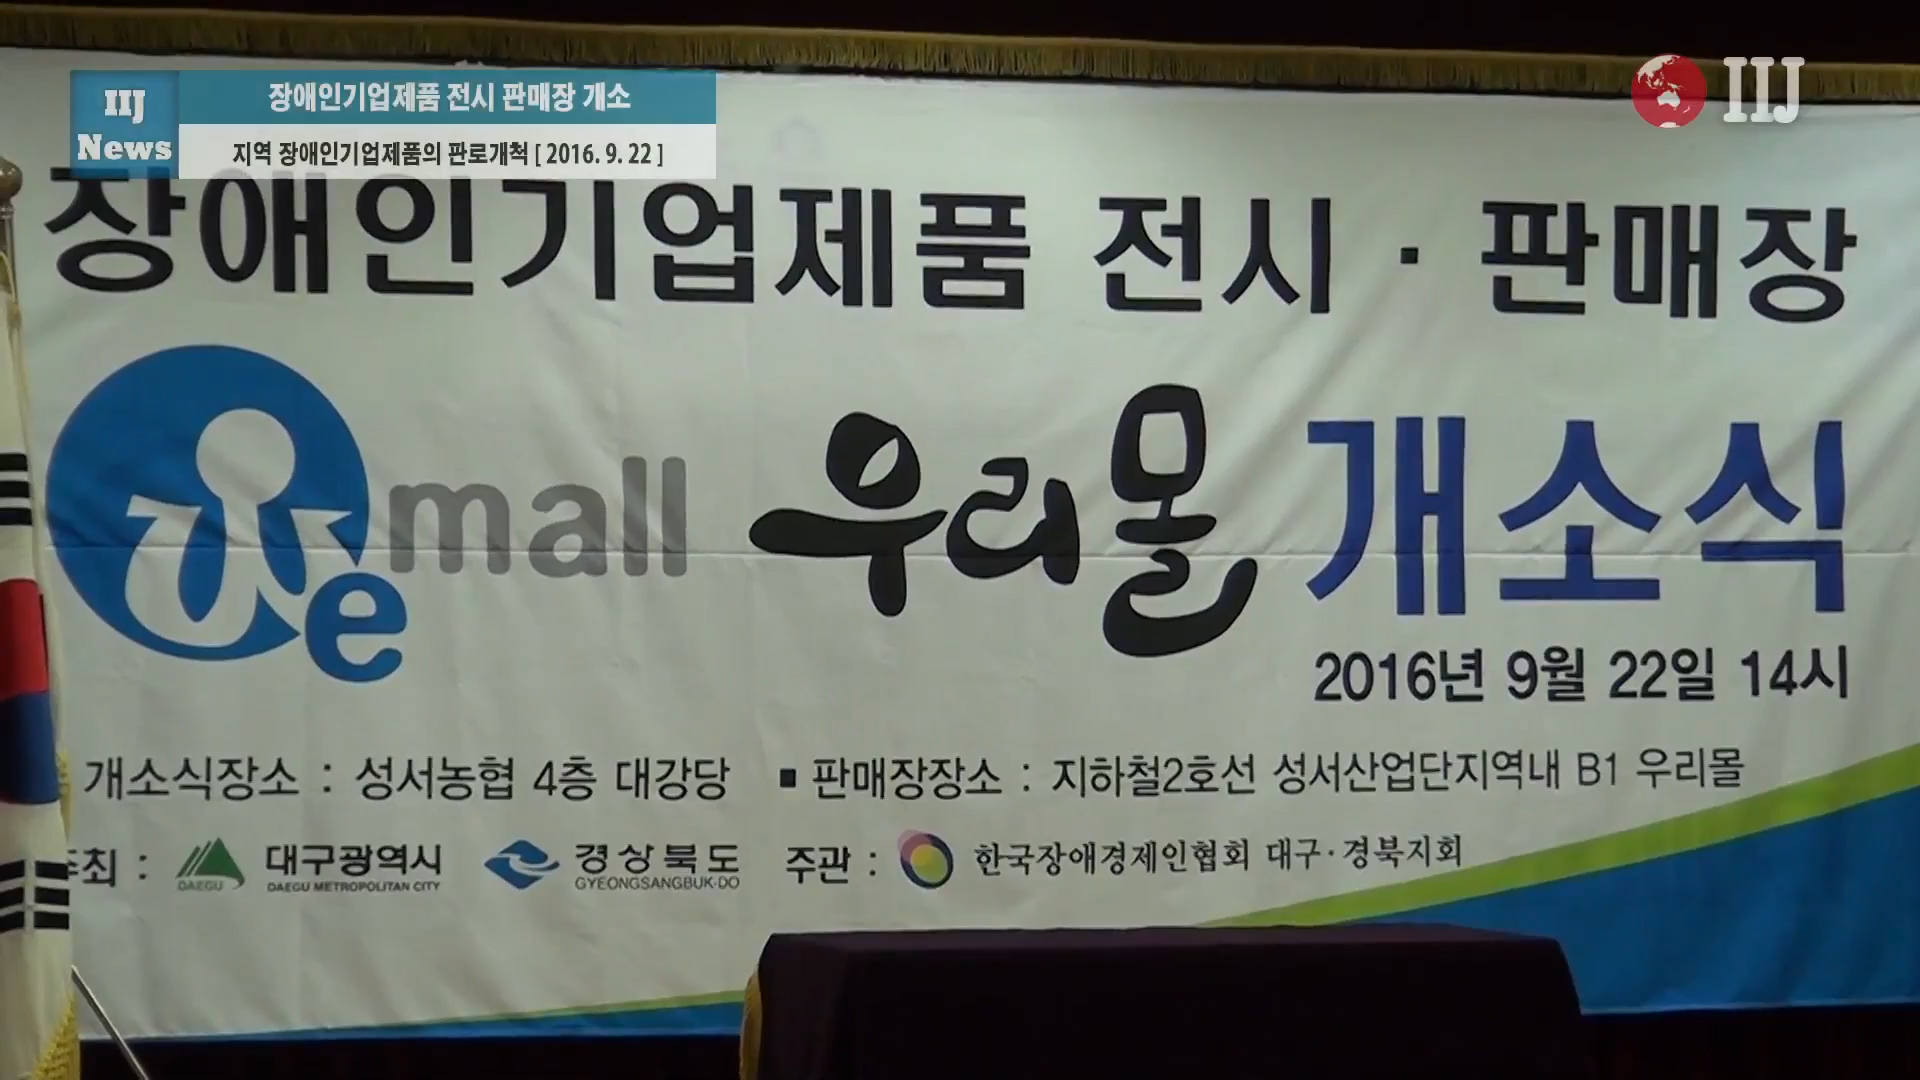 IIJ
News
장애인기업제품 전시 판매장 개소
지역 장애인기업제품의 판로개척 [ 2016. 9. 22 ]
IIJ
장애인기업제품 전시 · 판매장
e mall 우리몰 개소식
2016년 9월 22일 14시
개소식장소 : 성서농협 4층 대강당 ■ 판매장장소 : 지하철2호선 성서산업단지역내 B1 우리몰
주최 : DAEGU 대구광역시 DAEGU METROPOLITAN CITY 경상북도 GYEONGSANGBUK-DO 주관 : 한국장애경제인협회 대구·경북지회